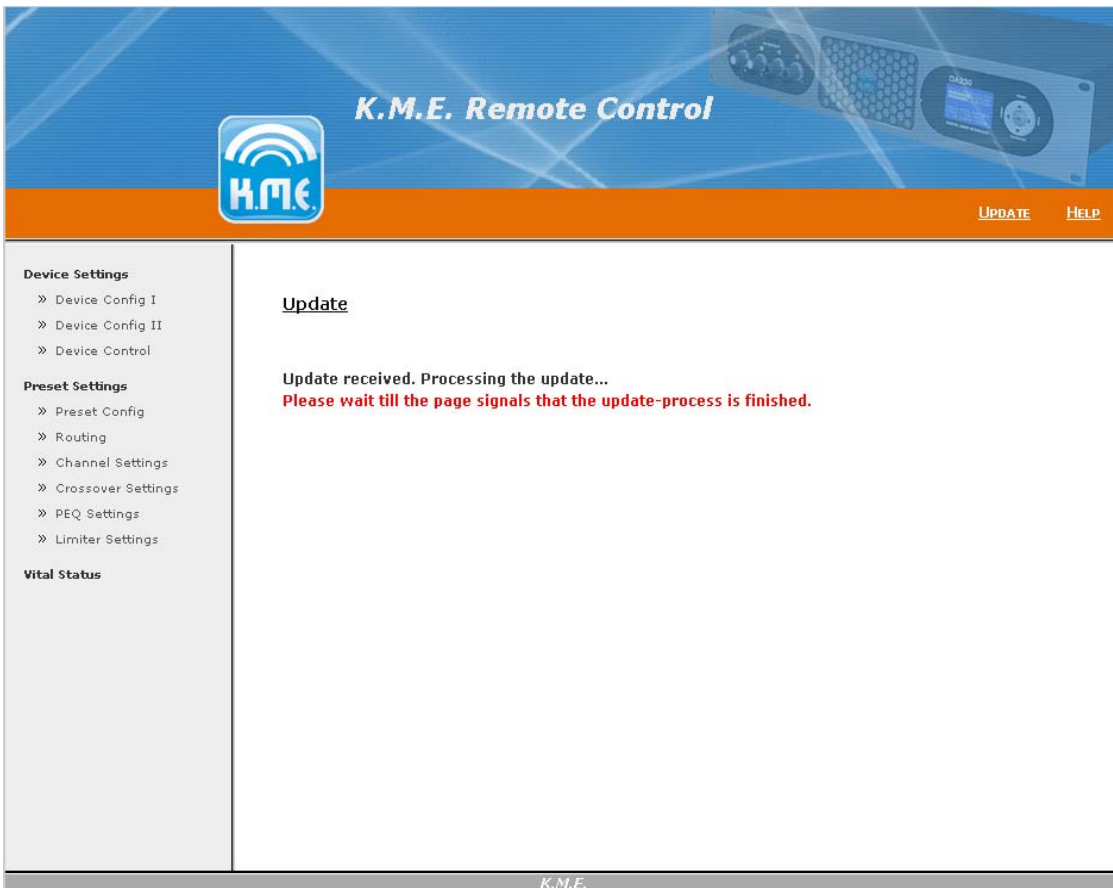 K.M.E. Remote Control
K.M.E.
UPDATE HELP
Device Settings
» Device Config I
» Device Config II
» Device Control
Preset Settings
» Preset Config
» Routing
» Channel Settings
» Crossover Settings
» PEQ Settings
» Limiter Settings
Vital Status
Update
Update received. Processing the update...
Please wait till the page signals that the update-process is finished.
K.M.E.